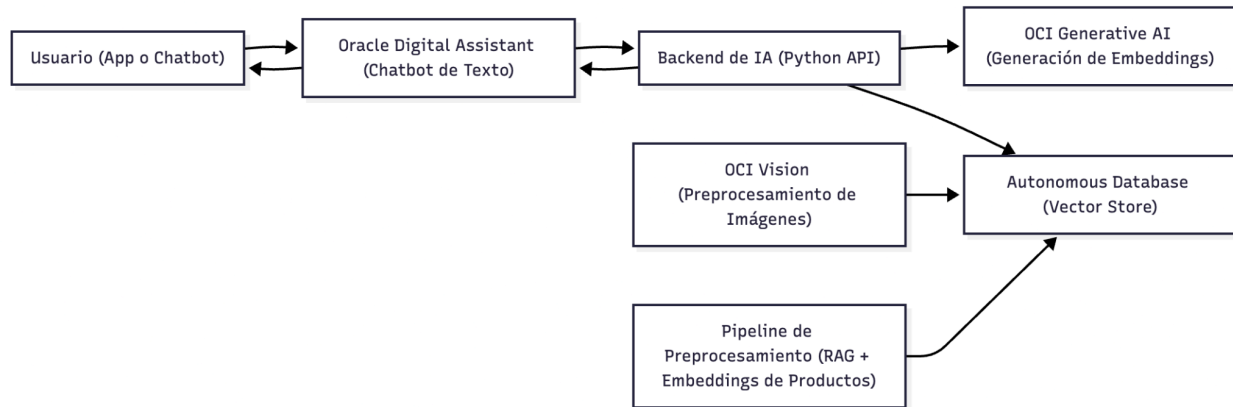 Usuario (App o Chatbot)
Oracle Digital Assistant
(Chatbot de Texto)
Backend de IA (Python API)
OCI Generative AI
(Generación de Embeddings)
OCI Vision
(Preprocesamiento de
Imágenes)
Autonomous Database
(Vector Store)
Pipeline de
Preprocesamiento (RAG +
Embeddings de Productos)